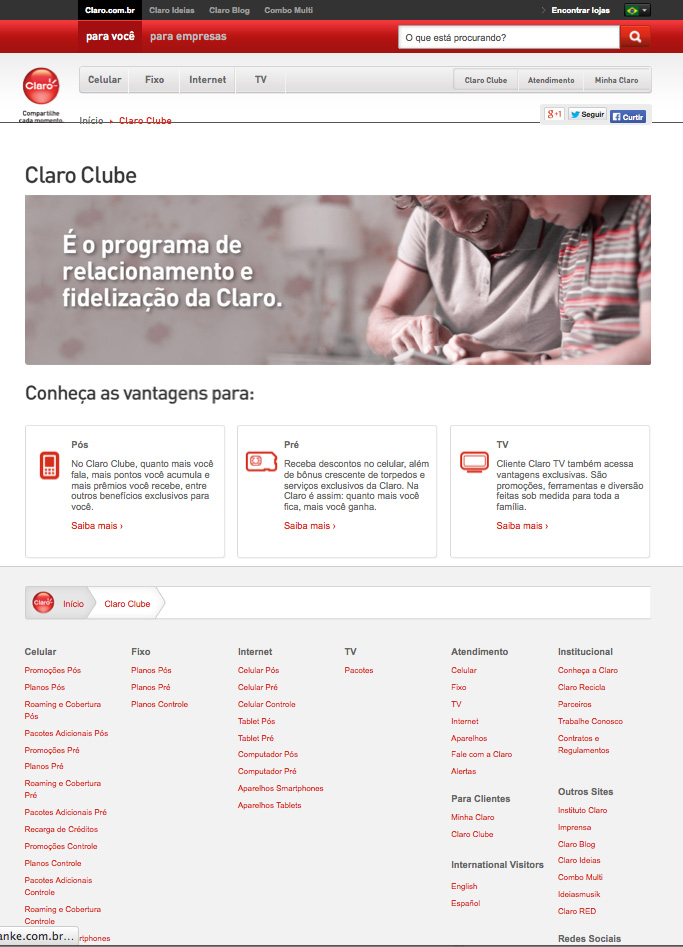 Claro.com.br Claro Ideias Claro Blog Combo Multi Encontrar lojas
para você para empresas
O que está procurando?
Claro
Compartilhe
cada momento.
Celular Fixo Internet TV
Claro Clube Atendimento Minha Claro
Início Claro Clube
g+1 Seguir Curtir
Claro Clube
É o programa de
relacionamento e
fidelização da Claro.
Conheça as vantagens para:
Pós
No Claro Clube, quanto mais você
fala, mais pontos você acumula e
mais prêmios você recebe, entre
outros benefícios exclusivos para
você.
Saiba mais ›
Pré
Receba descontos no celular, além
de bônus crescente de torpedos e
serviços exclusivos da Claro. Na
Claro é assim: quanto mais você
fica, mais você ganha.
Saiba mais ›
TV
Cliente Claro TV também acessa
vantagens exclusivas. São
promoções, ferramentas e diversão
feitas sob medida para toda a
família.
Saiba mais ›
Claro Início Claro Clube
Celular
Promoções Pós
Planos Pós
Roaming e Cobertura
Pós
Pacotes Adicionais Pós
Promoções Pré
Planos Pré
Roaming e Cobertura
Pré
Pacotes Adicionais Pré
Recarga de Créditos
Promoções Controle
Planos Controle
Pacotes Adicionais
Controle
Roaming e Cobertura
Controle
anke.com.br... rtphones
Fixo
Planos Pós
Planos Pré
Planos Controle
Internet
Celular Pós
Celular Pré
Celular Controle
Tablet Pós
Tablet Pré
Computador Pós
Computador Pré
Aparelhos Smartphones
Aparelhos Tablets
TV
Pacotes
Atendimento
Celular
Fixo
TV
Internet
Aparelhos
Fale com a Claro
Alertas
Para Clientes
Minha Claro
Claro Clube
International Visitors
English
Español
Institucional
Conheça a Claro
Claro Recicla
Parceiros
Trabalhe Conosco
Contratos e
Regulamentos
Outros Sites
Instituto Claro
Imprensa
Claro Blog
Claro Ideias
Combo Multi
Ideiasmusik
Claro RED
Redes Sociais